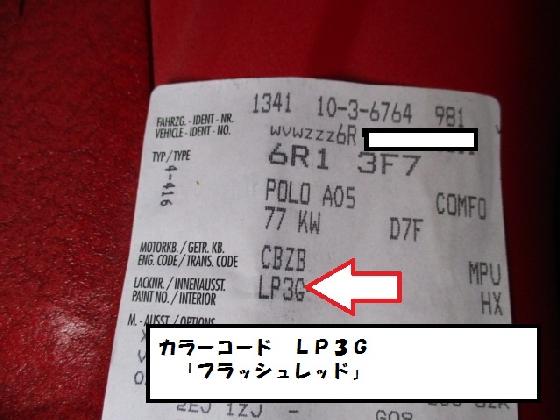 1341 10-3-6764 981
FAHRZG.-IDENT-NR.
VEHICLE-IDENT-NO.
WVWZZZ6R
TYP/TYPE
6R1 3F7
4-416
POLO A05
COMFO
77 KW
D7F
MOTORKB./GETR.KB.
ENG.CODE/TRANS.CODE
CBZB
MPU
LACKNR./INNENAUSST.
PAINT NO./INTERIOR
LP3G
HX
M.-AUSST./OPTIONS
カラーコード LP3G
「フラッシュレッド」
2EJ 1ZJ -